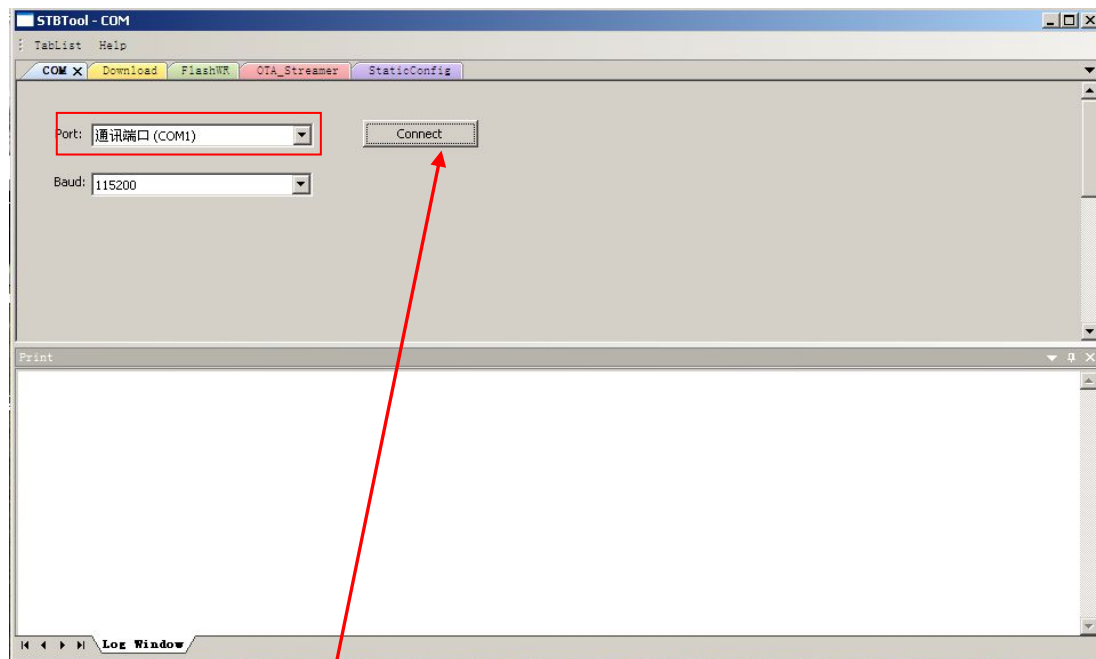 STBTool - COM
TabList Help
COM Download FlashWR OTA_Streamer StaticConfig
Port: 通讯端口 (COM1) Connect
Baud: 115200
Print
Log Window